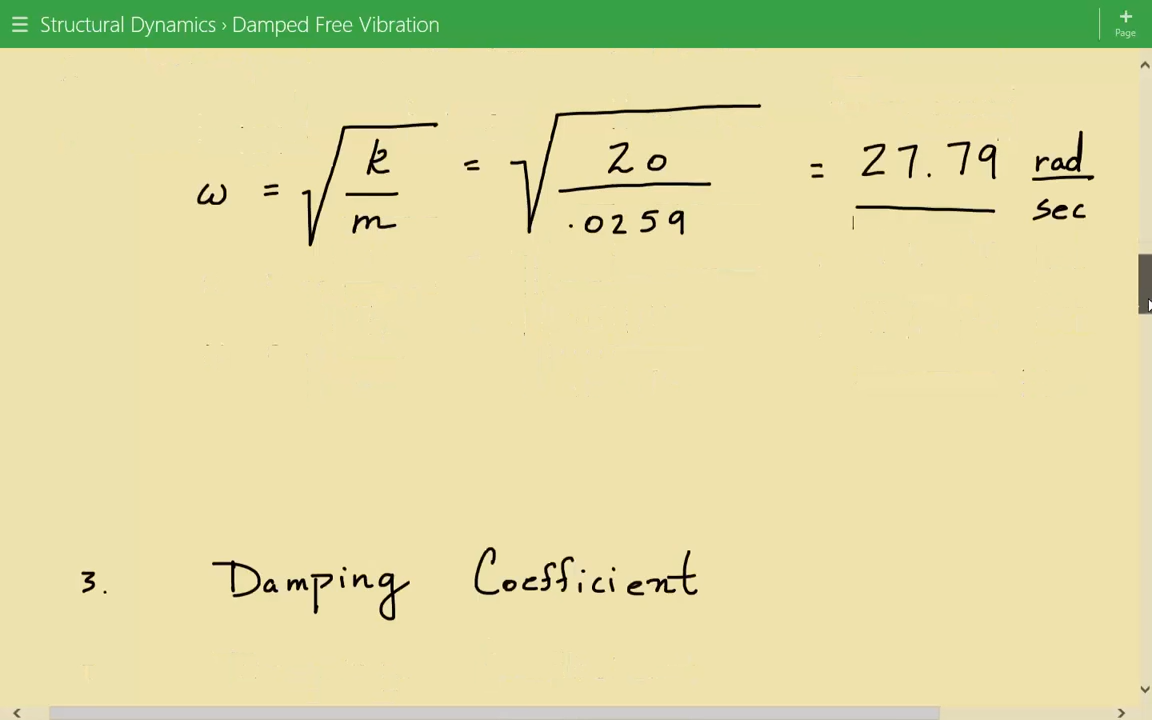 Structural Dynamics › Damped Free Vibration
+
Page
ω = √(k/m) = √(20/.0259) = 27.79 rad/sec
3. Damping Coefficient